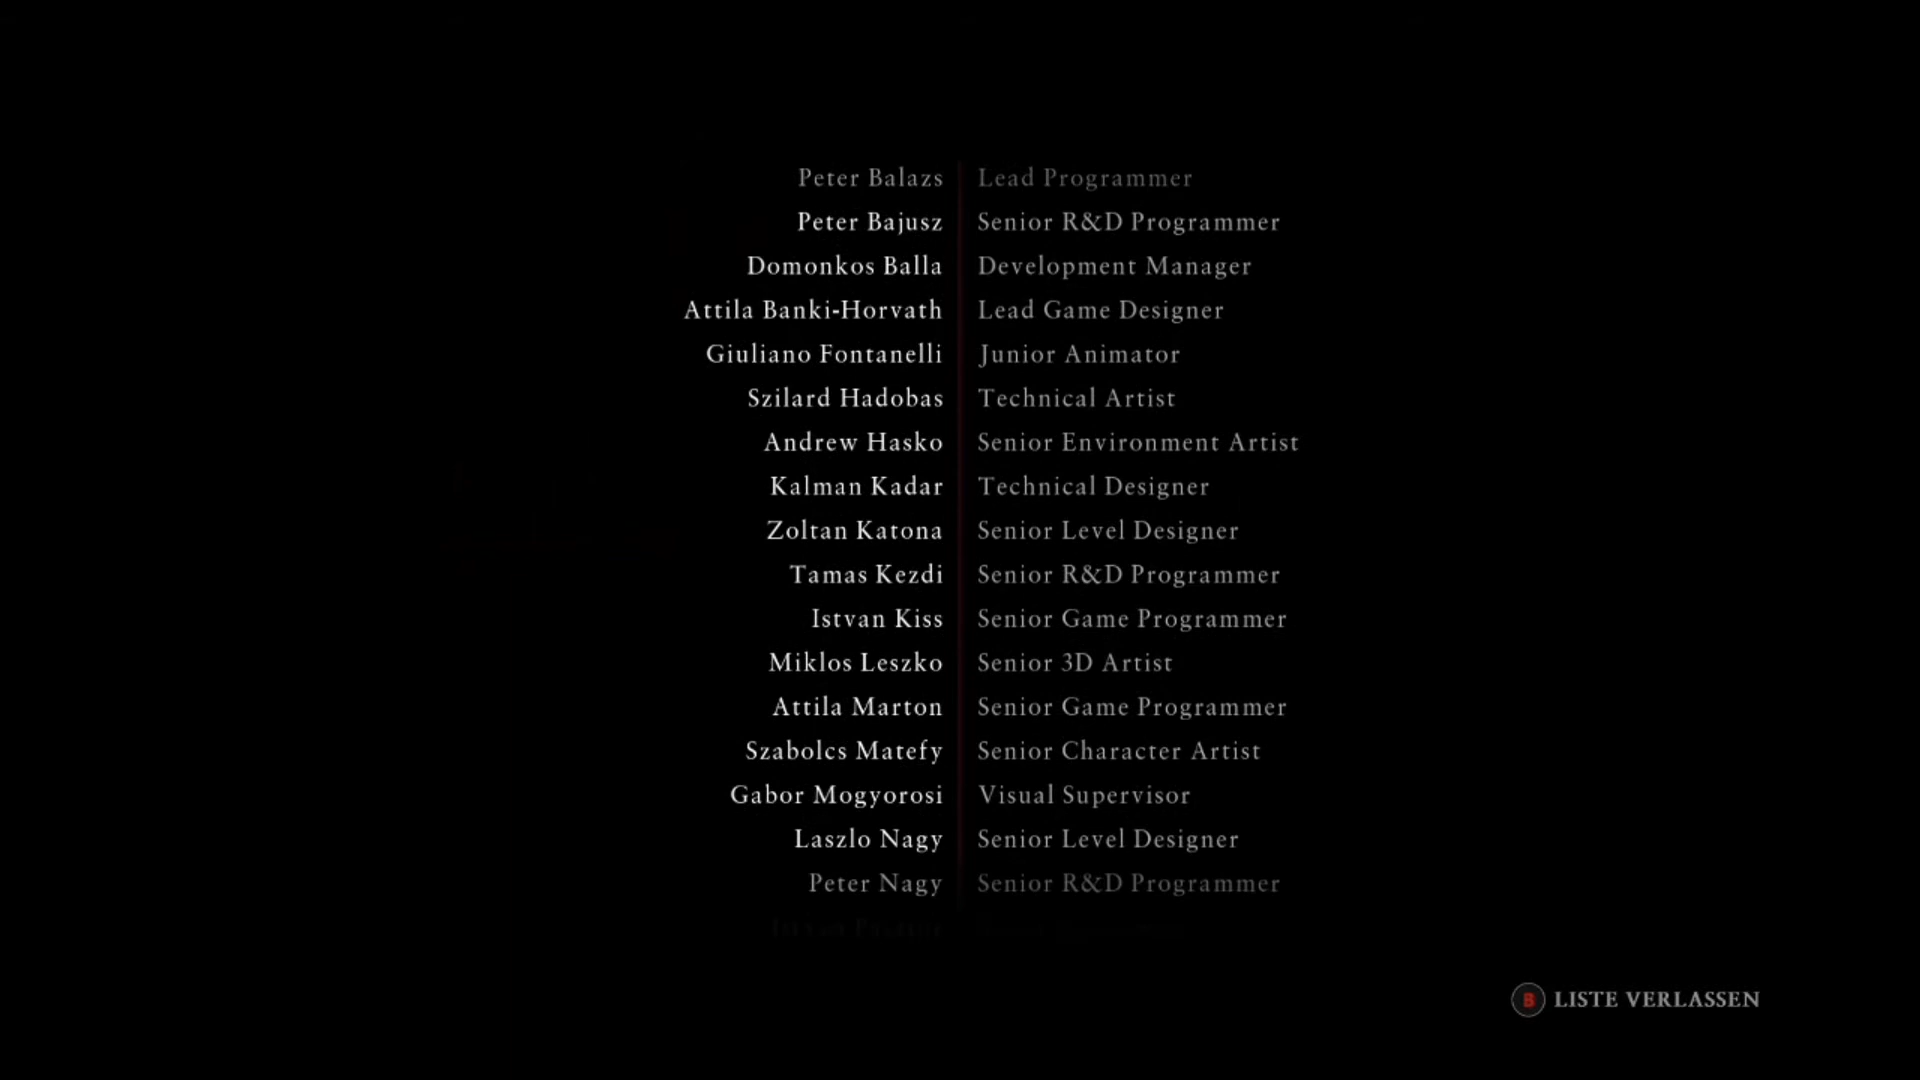 Peter Balazs Lead Programmer
Peter Bajusz Senior R&D Programmer
Domonkos Balla Development Manager
Attila Banki-Horvath Lead Game Designer
Giuliano Fontanelli Junior Animator
Szilard Hadobas Technical Artist
Andrew Hasko Senior Environment Artist
Kalman Kadar Technical Designer
Zoltan Katona Senior Level Designer
Tamas Kezdi Senior R&D Programmer
Istvan Kiss Senior Game Programmer
Miklos Leszko Senior 3D Artist
Attila Marton Senior Game Programmer
Szabolcs Matefy Senior Character Artist
Gabor Mogyorosi Visual Supervisor
Laszlo Nagy Senior Level Designer
Peter Nagy Senior R&D Programmer
B LISTE VERLASSEN